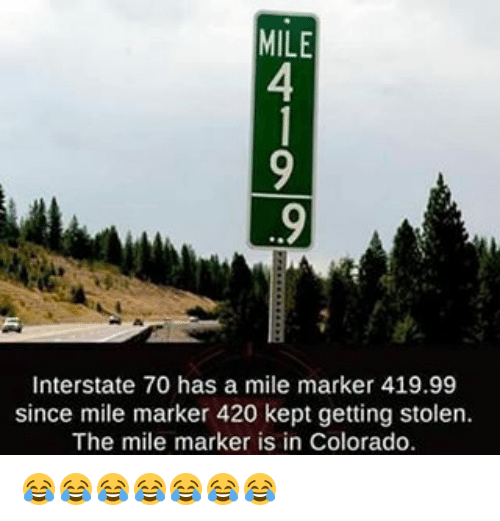 MILE
4
1
9
.9
Interstate 70 has a mile marker 419.99
since mile marker 420 kept getting stolen.
The mile marker is in Colorado.
😂😂😂😂😂😂😂